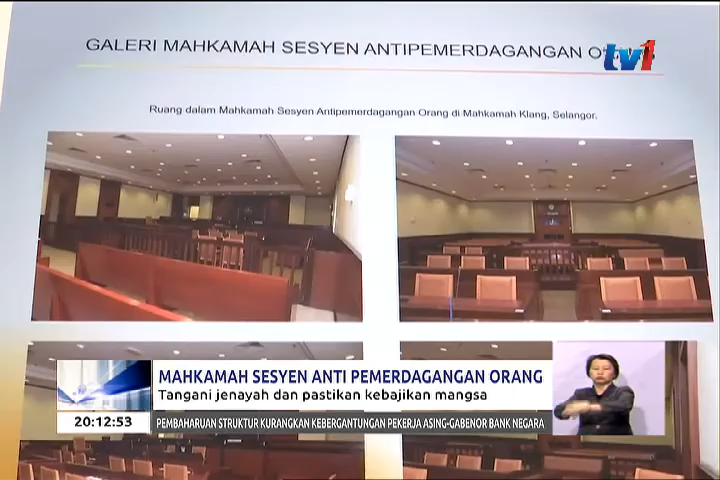 GALERI MAHKAMAH SESYEN ANTIPEMERDAGANGAN
tv1
Ruang dalam Mahkamah Sesyen Antipemerdagangan Orang di Mahkamah Klang, Selangor.
MAHKAMAH SESYEN ANTI PEMERDAGANGAN ORANG
Tangani jenayah dan pastikan kebajikan mangsa
20:12:53
PEMBAHARUAN STRUKTUR KURANGKAN KEBERGANTUNGAN PEKERJA ASING-GABENOR BANK NEGARA